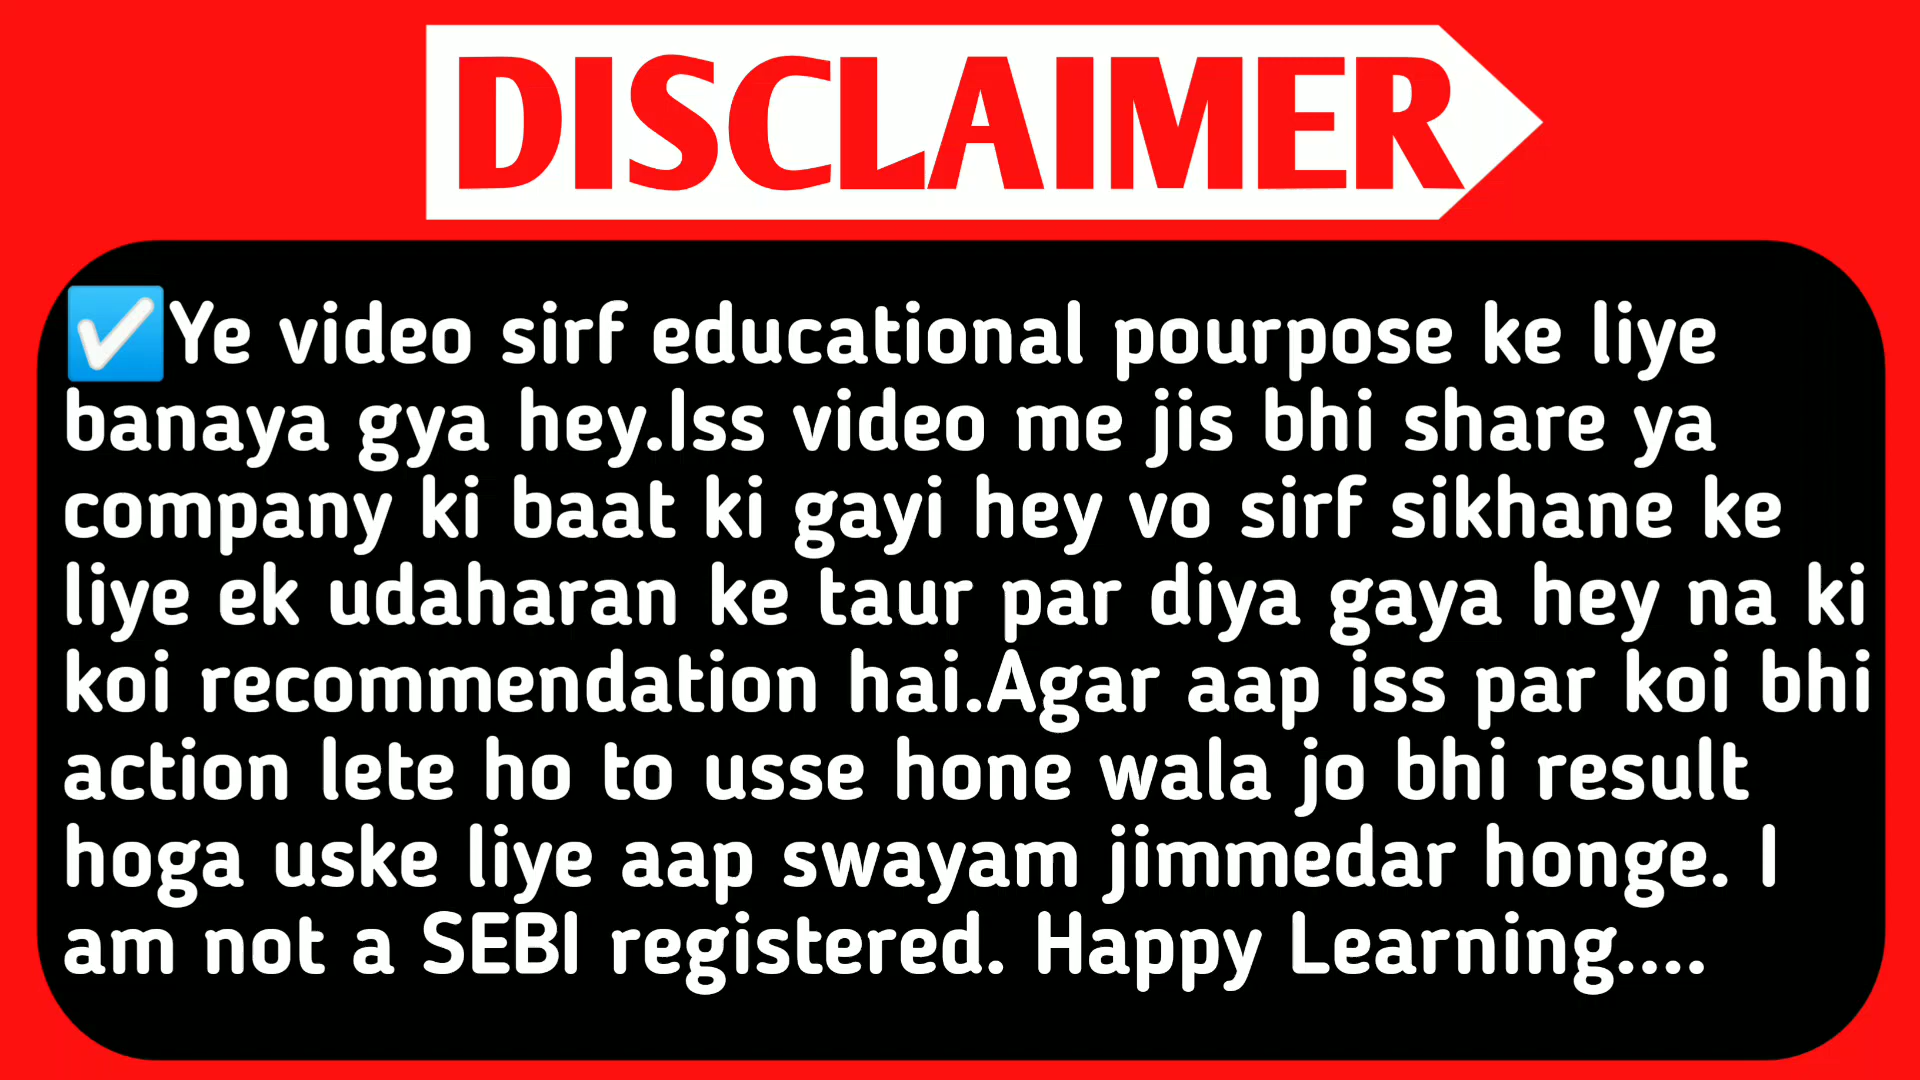 DISCLAIMER
✅Ye video sirf educational pourpose ke liye
banaya gya hey.Iss video me jis bhi share ya
company ki baat ki gayi hey vo sirf sikhane ke
liye ek udaharan ke taur par diya gaya hey na ki
koi recommendation hai.Agar aap iss par koi bhi
action lete ho to usse hone wala jo bhi result
hoga uske liye aap swayam jimmedar honge. I
am not a SEBI registered. Happy Learning....